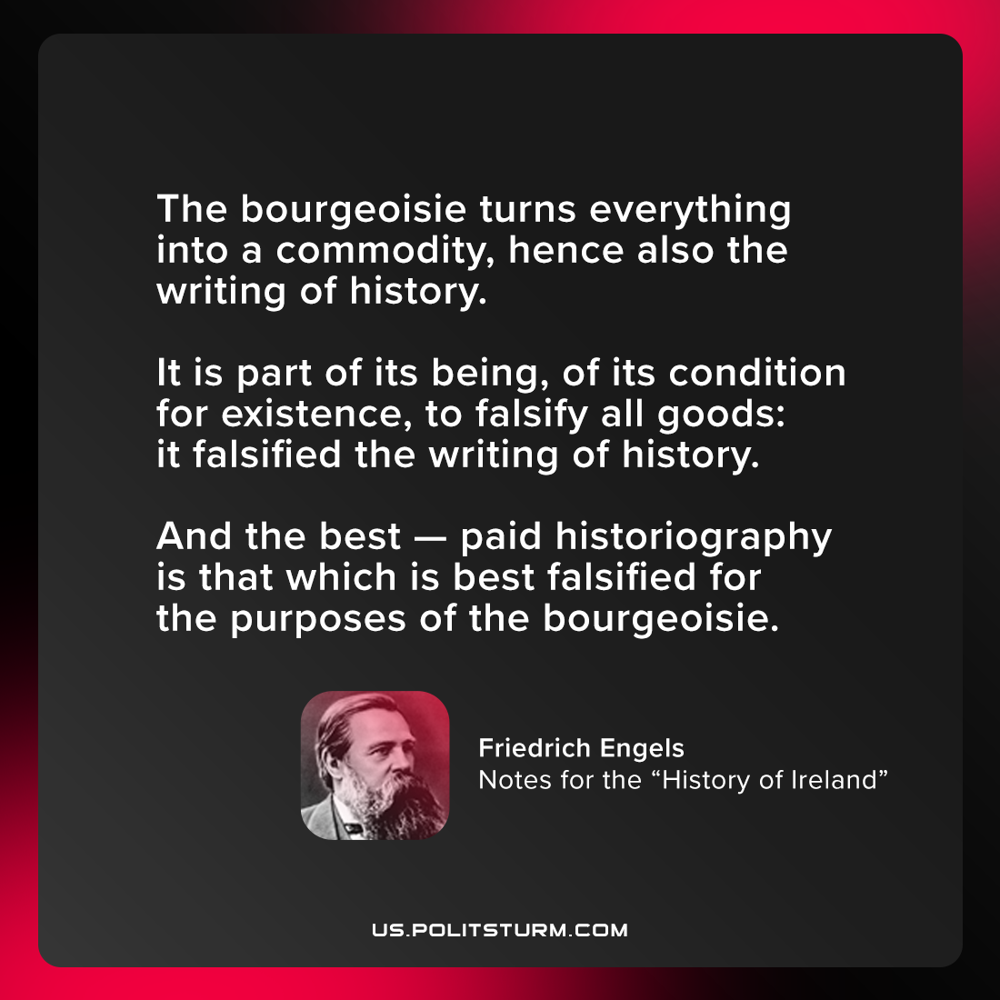 The bourgeoisie turns everything
into a commodity, hence also the
writing of history.
It is part of its being, of its condition
for existence, to falsify all goods:
it falsified the writing of history.
And the best — paid historiography
is that which is best falsified for
the purposes of the bourgeoisie.
Friedrich Engels
Notes for the “History of Ireland”
US.POLITSTURM.COM